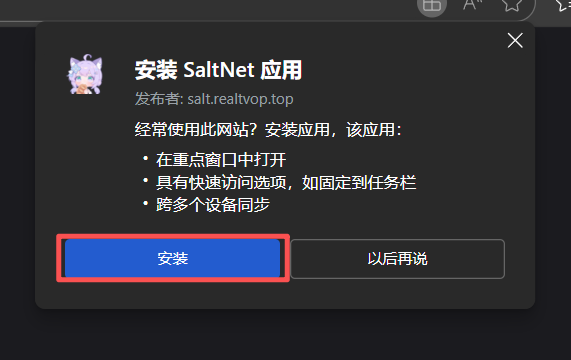 安装 SaltNet 应用
发布者: salt.realtvop.top
经常使用此网站？安装应用，该应用：
• 在重点窗口中打开
• 具有快速访问选项，如固定到任务栏
• 跨多个设备同步
安装
以后再说